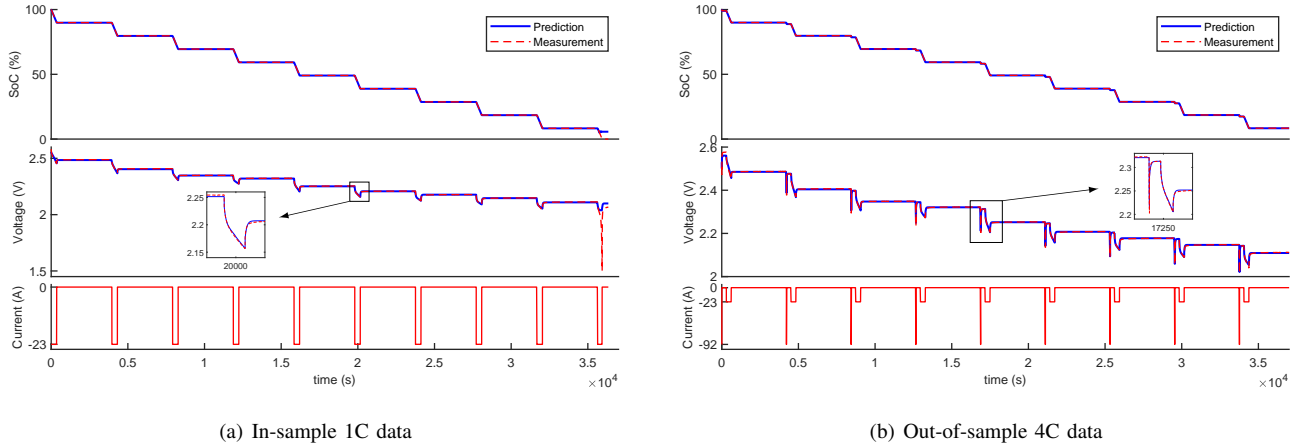 100
50
0
SoC (%)
Prediction
Measurement
2.5
2
1.5
Voltage (V)
2.25
2.2
2.15
20000
0
-23
Current (A)
0 0.5 1 1.5 2 2.5 3 3.5
time (s)
×10⁴
(a) In-sample 1C data
100
50
0
SoC (%)
Prediction
Measurement
2.6
2.4
2.2
2
Voltage (V)
2.3
2.25
2.2
17250
0
-23
-92
Current (A)
0 0.5 1 1.5 2 2.5 3 3.5
time (s)
×10⁴
(b) Out-of-sample 4C data